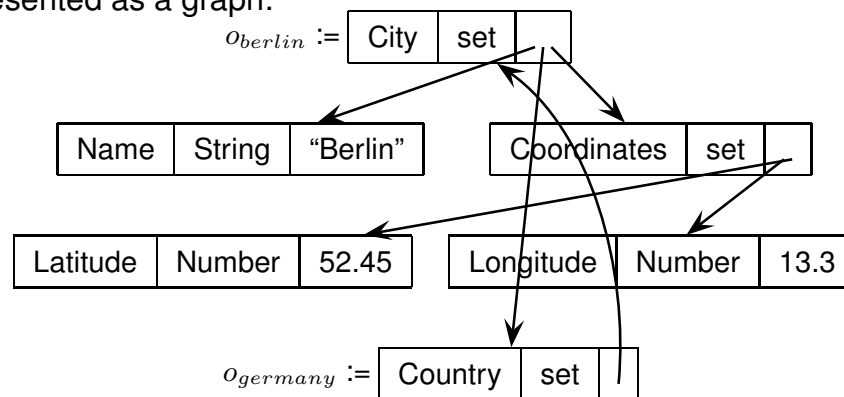 esented as a graph:
o_berlin := City set
Name String “Berlin” Coordinates set
Latitude Number 52.45 Longitude Number 13.3
o_germany := Country set